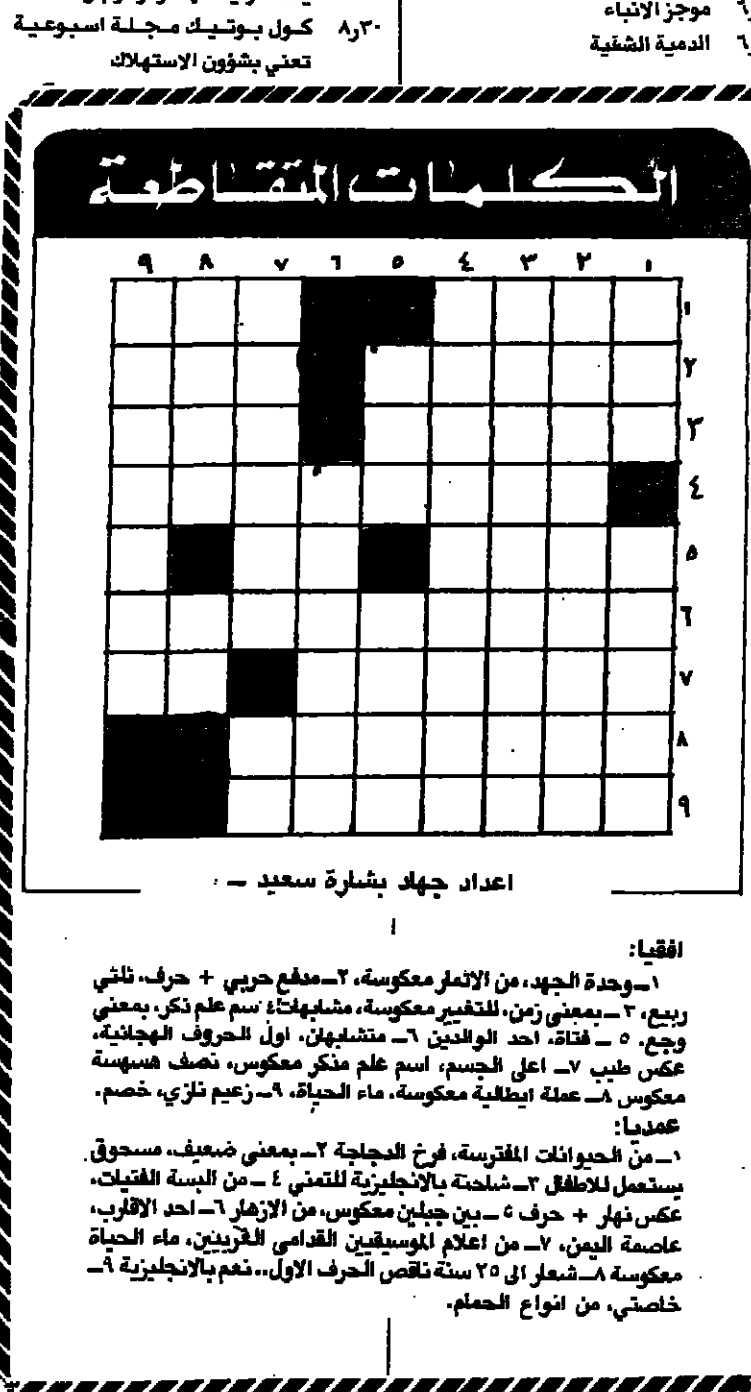 موجز الانباء
الدمية الشقية
٨٫٣٠ كول بوتيك مجلة اسبوعية
تعني بشؤون الاستهلاك
الكلمات المتقاطعة
٩ ٨ ٧ ٦ ٥ ٤ ٣ ٢ ١
١
٢
٣
٤
٥
٦
٧
٨
٩
اعداد جهاد بشارة سعيد ـ
افقيا:
١ـ وحدة الجهد، من الاثمار معكوسة، ٢ـ مدفع حربي + حرف، ثلثي
ربيع، ٣ ـ بمعنى زمن، للتغيير معكوسة، مشابهات ٤ سم علم ذكر، بمعنى
وجع. ٥ ـ فتاة، احد الوالدين ٦ـ متشابهان، اول الحروف الهجائية،
عكس طيب ٧ـ اعلى الجسم، اسم علم مذكر معكوس، نصف هسهسة
معكوس ٨ـ عملة ايطالية معكوسة، ماء الحياة، ٩ـ زعيم نازي، خصم.
عمديا:
١ـ من الحيوانات المفترسة، فرخ الدجاجة ٢ـ بمعنى ضعيف، مسحوق
يستعمل للاطفال ٣ـ شاحنة بالانجليزية للتمني ٤ ـ من البسة الفتيات،
عكس نهار + حرف ٥ ـ بين جبلين معكوس، من الازهار ٦ـ احد الاقارب،
عاصمة اليمن، ٧ـ من اعلام الموسيقيين القدامى الغربيين، ماء الحياة
معكوسة ٨ـ شعار الى ٢٥ سنة ناقص الحرف الاول.. نعم بالانجليزية ٩ـ
خاصتي، من انواع الحمام.